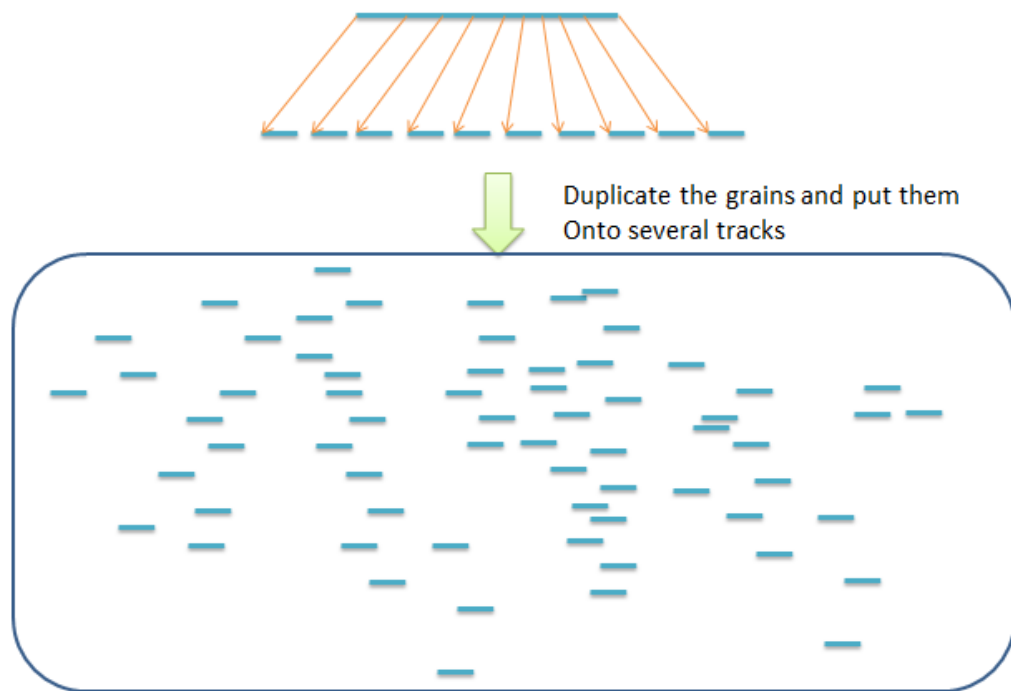 Duplicate the grains and put them
Onto several tracks